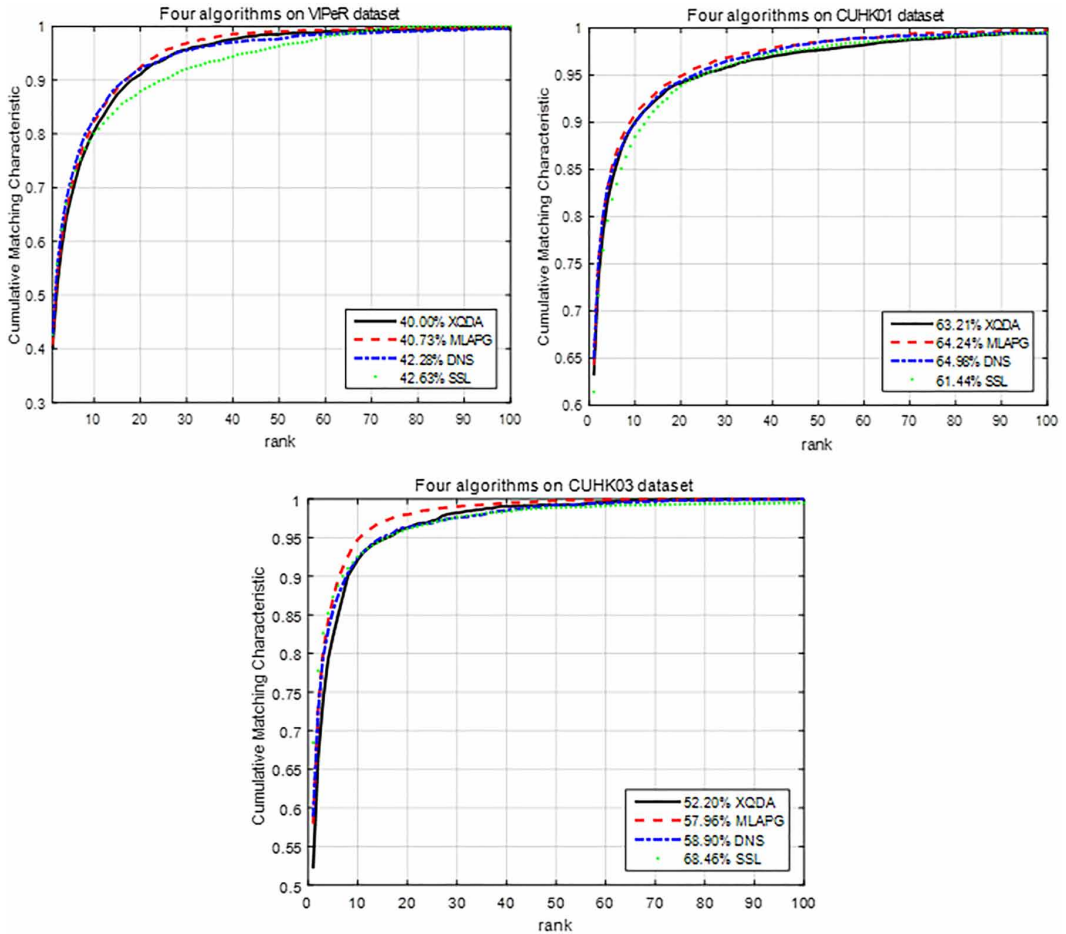 Four algorithms on VIPeR dataset
Cumulative Matching Characteristic
1
0.9
0.8
0.7
0.6
0.5
0.4
0.3
10 20 30 40 50 60 70 80 90 100
rank
40.00% XQDA
40.73% MLAPG
42.28% DNS
42.63% SSL
Four algorithms on CUHK01 dataset
Cumulative Matching Characteristic
1
0.95
0.9
0.85
0.8
0.75
0.7
0.65
0.6
0 10 20 30 40 50 60 70 80 90 100
rank
63.21% XQDA
64.24% MLAPG
64.98% DNS
61.44% SSL
Four algorithms on CUHK03 dataset
Cumulative Matching Characteristic
1
0.95
0.9
0.85
0.8
0.75
0.7
0.65
0.6
0.55
0.5
0 10 20 30 40 50 60 70 80 90 100
rank
52.20% XQDA
57.96% MLAPG
58.90% DNS
68.46% SSL